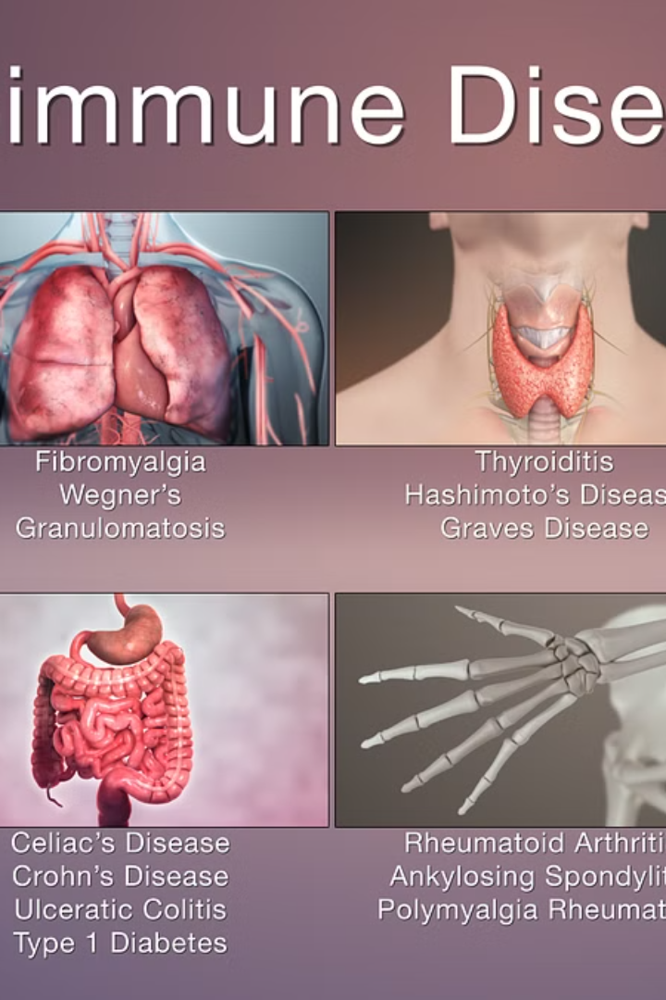 immune Dise
Fibromyalgia
Wegner's
Granulomatosis
Thyroiditis
Hashimoto's Diseas
Graves Disease
Celiac's Disease
Crohn's Disease
Ulceratic Colitis
Type 1 Diabetes
Rheumatoid Arthriti
Ankylosing Spondylit
Polymyalgia Rheumat